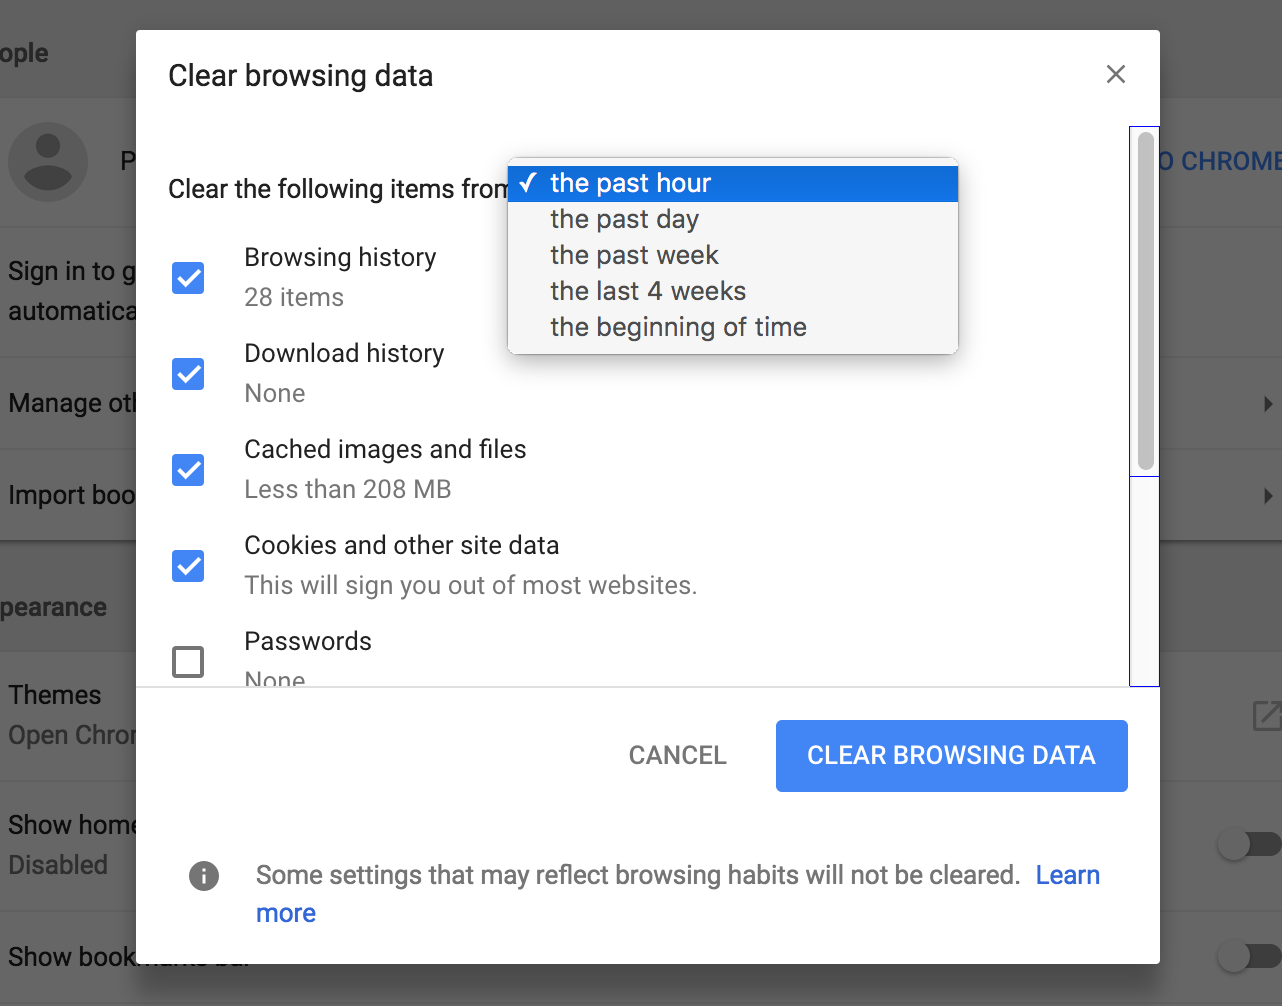 ople
Clear browsing data
P
O CHROME
Clear the following items from
the past hour
the past day
the past week
the last 4 weeks
the beginning of time
Sign in to g
automatica
Browsing history
28 items
Download history
None
Manage oth
Cached images and files
Less than 208 MB
Import boo
Cookies and other site data
This will sign you out of most websites.
pearance
Passwords
None
Themes
Open Chror
CANCEL
CLEAR BROWSING DATA
Show home
Disabled
Some settings that may reflect browsing habits will not be cleared. Learn
more
Show bookmarks bar